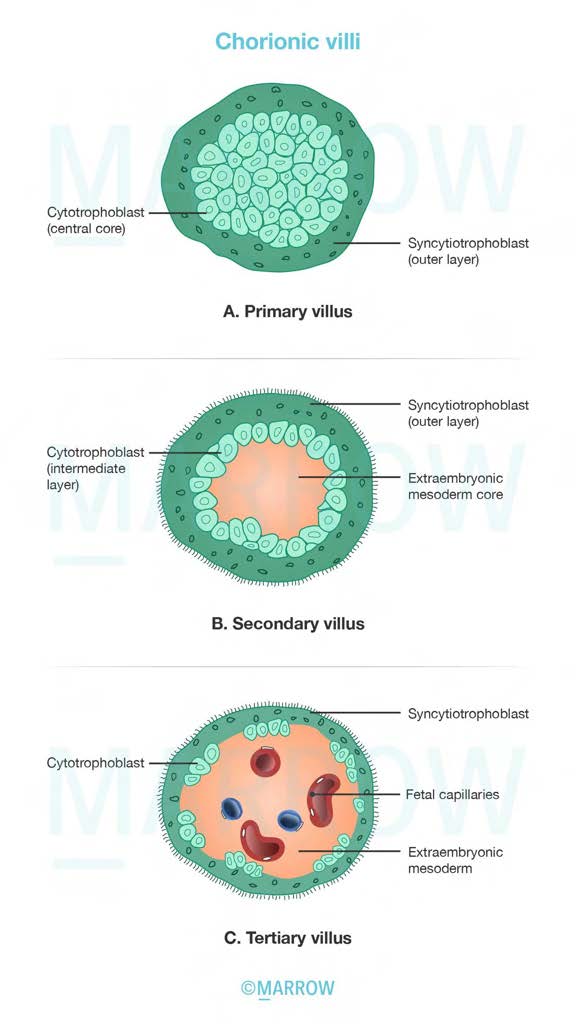 Chorionic villi
Cytotrophoblast
(central core)
Syncytiotrophoblast
(outer layer)
A. Primary villus
Syncytiotrophoblast
(outer layer)
Cytotrophoblast
(intermediate
layer)
Extraembryonic
mesoderm core
B. Secondary villus
Syncytiotrophoblast
Cytotrophoblast
Fetal capillaries
Extraembryonic
mesoderm
C. Tertiary villus
©MARROW
MARROW
MARROW
MARROW